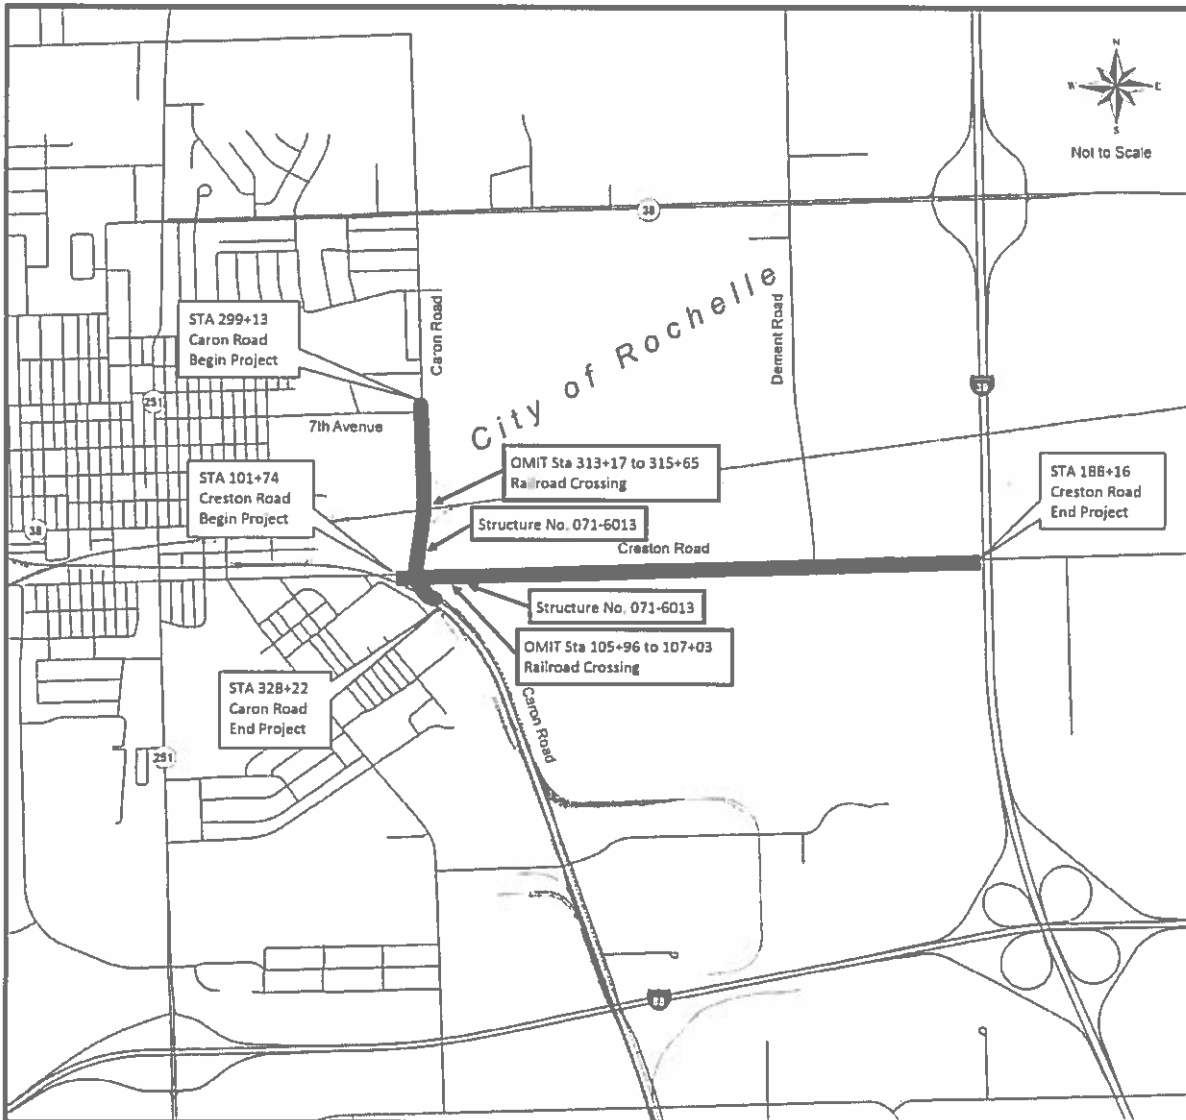 N
W E
S
Not to Scale
38
City of Rochelle
Caron Road
Dement Road
STA 299+13
Caron Road
Begin Project
39
251
7th Avenue
OMIT Sta 313+17 to 315+65
Railroad Crossing
STA 101+74
Creston Road
Begin Project
STA 188+16
Creston Road
End Project
38
Structure No. 071-6013
Creston Road
Structure No. 071-6013
OMIT Sta 105+96 to 107+03
Railroad Crossing
STA 328+22
Caron Road
End Project
Caron Road
251